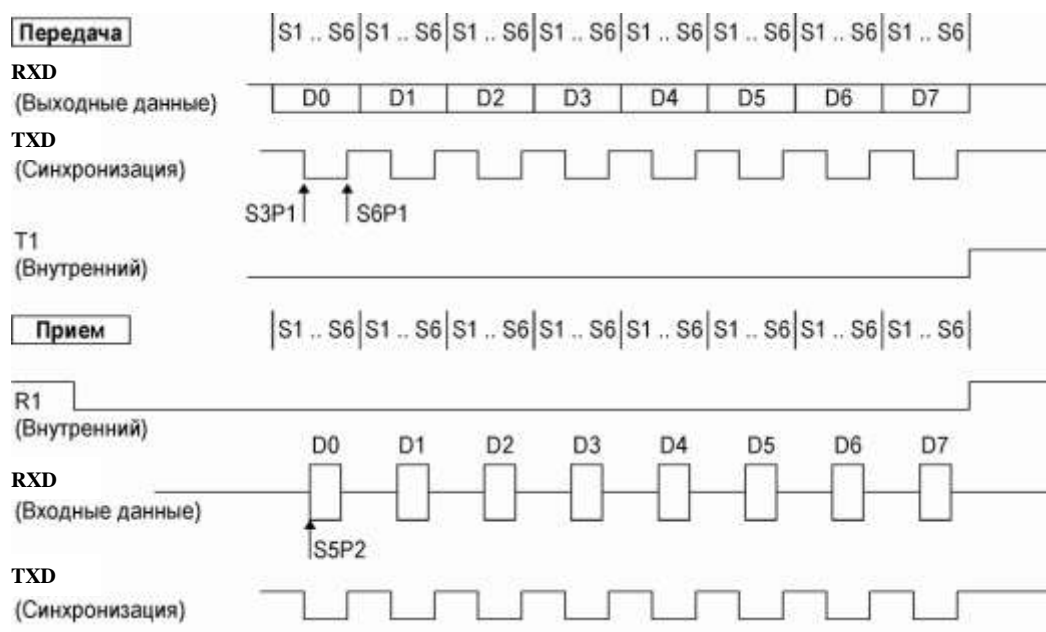 Передача
S1 .. S6 S1 .. S6 S1 .. S6 S1 .. S6 S1 .. S6 S1 .. S6 S1 .. S6 S1 .. S6
RXD
(Выходные данные)
D0 D1 D2 D3 D4 D5 D6 D7
TXD
(Синхронизация)
S3P1 S6P1
T1
(Внутренний)
Прием
S1 .. S6 S1 .. S6 S1 .. S6 S1 .. S6 S1 .. S6 S1 .. S6 S1 .. S6 S1 .. S6
R1
(Внутренний)
D0 D1 D2 D3 D4 D5 D6 D7
RXD
(Входные данные)
S5P2
TXD
(Синхронизация)